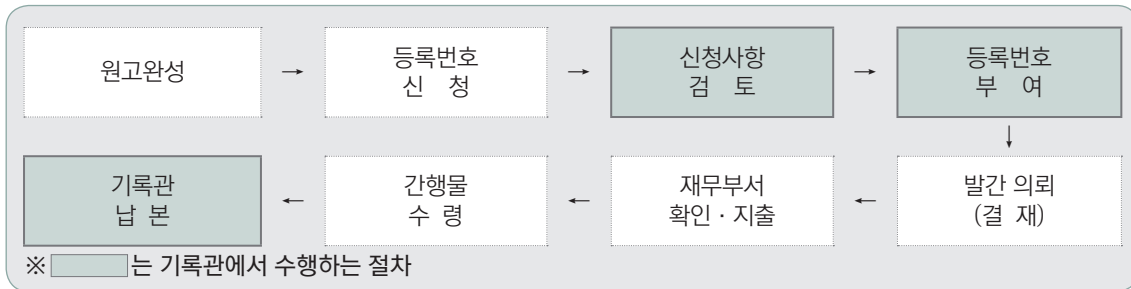 원고완성
→
등록번호
신 청
→
신청사항
검 토
→
등록번호
부 여
↓
발간 의뢰
(결 재)
←
재무부서
확인 · 지출
←
간행물
수 령
←
기록관
납 본
※ 는 기록관에서 수행하는 절차